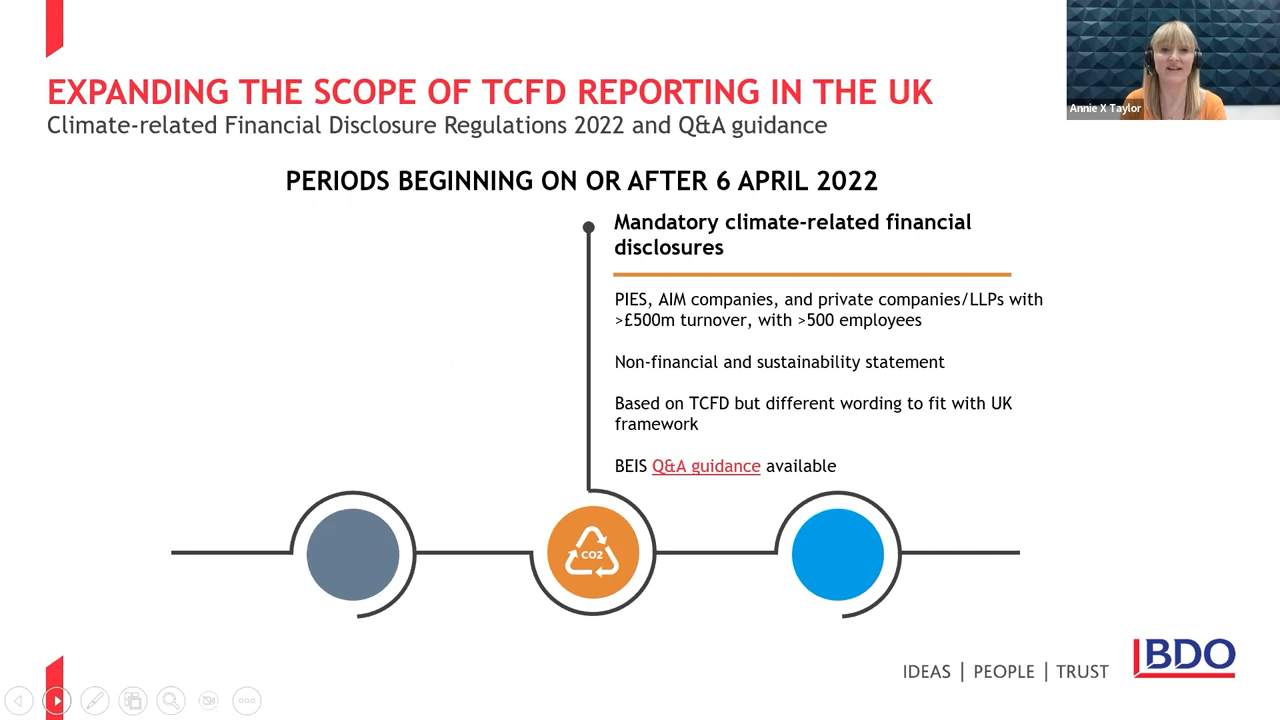 EXPANDING THE SCOPE OF TCFD REPORTING IN THE UK
Climate-related Financial Disclosure Regulations 2022 and Q&A guidance
Annie X Taylor
PERIODS BEGINNING ON OR AFTER 6 APRIL 2022
Mandatory climate-related financial
disclosures
PIES, AIM companies, and private companies/LLPs with
>£500m turnover, with >500 employees
Non-financial and sustainability statement
Based on TCFD but different wording to fit with UK
framework
BEIS Q&A guidance available
CO2
IDEAS | PEOPLE | TRUST
BDO